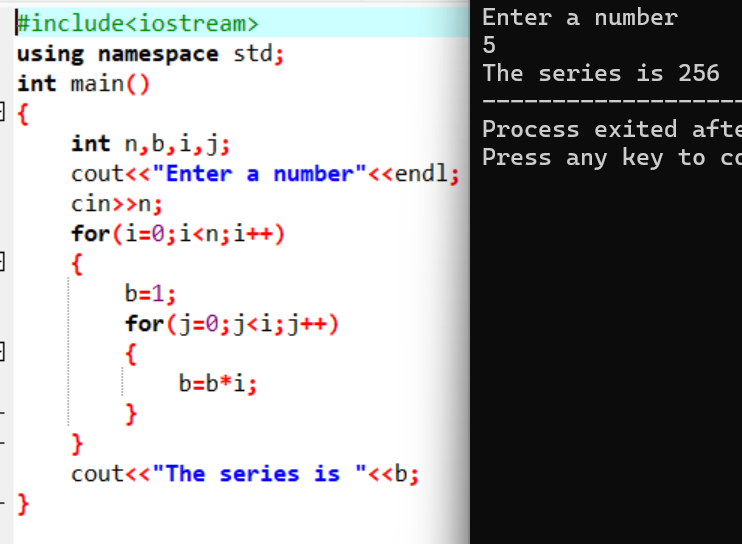 #include<iostream>
using namespace std;
int main()
{
    int n,b,i,j;
    cout<<"Enter a number"<<endl;
    cin>>n;
    for(i=0;i<n;i++)
    {
        b=1;
        for(j=0;j<i;j++)
        {
            b=b*i;
        }
    }
    cout<<"The series is "<<b;
}
Enter a number
5
The series is 256
--------------------
Process exited afte
Press any key to co